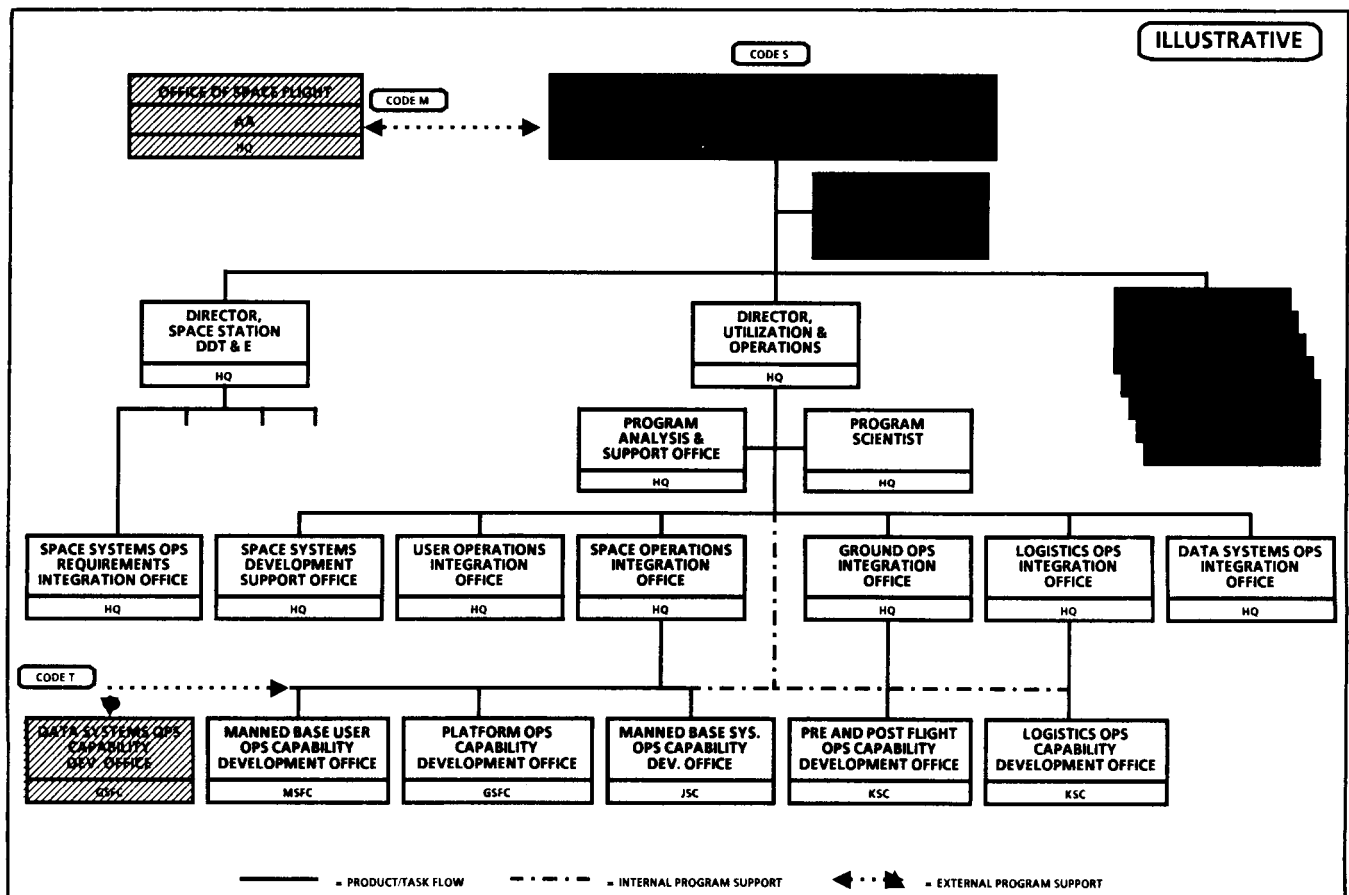 ILLUSTRATIVE
CODE S
OFFICE OF SPACE FLIGHT
AA
HQ
CODE M
DIRECTOR,
SPACE STATION
DDT & E
HQ
DIRECTOR,
UTILIZATION &
OPERATIONS
HQ
PROGRAM
ANALYSIS &
SUPPORT OFFICE
HQ
PROGRAM
SCIENTIST
HQ
SPACE SYSTEMS OPS
REQUIREMENTS
INTEGRATION OFFICE
HQ
SPACE SYSTEMS
DEVELOPMENT
SUPPORT OFFICE
HQ
USER OPERATIONS
INTEGRATION
OFFICE
HQ
SPACE OPERATIONS
INTEGRATION
OFFICE
HQ
GROUND OPS
INTEGRATION
OFFICE
HQ
LOGISTICS OPS
INTEGRATION
OFFICE
HQ
DATA SYSTEMS OPS
INTEGRATION
OFFICE
HQ
CODE T
DATA SYSTEMS OPS
CAPABILITY
DEV. OFFICE
GSFC
MANNED BASE USER
OPS CAPABILITY
DEVELOPMENT OFFICE
MSFC
PLATFORM OPS
CAPABILITY
DEVELOPMENT OFFICE
GSFC
MANNED BASE SYS.
OPS CAPABILITY
DEV. OFFICE
JSC
PRE AND POST FLIGHT
OPS CAPABILITY
DEVELOPMENT OFFICE
KSC
LOGISTICS OPS
CAPABILITY
DEVELOPMENT OFFICE
KSC
= PRODUCT/TASK FLOW
= INTERNAL PROGRAM SUPPORT
= EXTERNAL PROGRAM SUPPORT